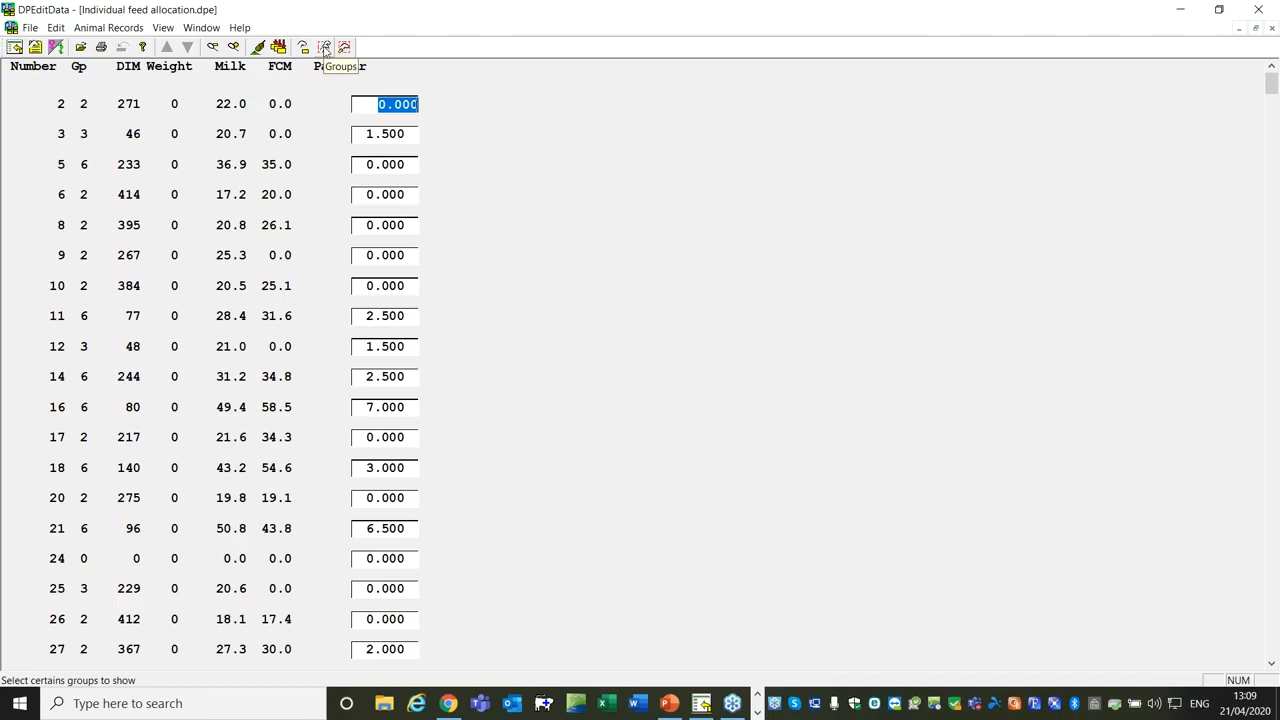 DPEditData - [Individual feed allocation.dpe]
File Edit Animal Records View Window Help
Number Gp DIM Weight Milk FCM
Groups
2 2 271 0 22.0 0.0 0.000
3 3 46 0 20.7 0.0 1.500
5 6 233 0 36.9 35.0 0.000
6 2 414 0 17.2 20.0 0.000
8 2 395 0 20.8 26.1 0.000
9 2 267 0 25.3 0.0 0.000
10 2 384 0 20.5 25.1 0.000
11 6 77 0 28.4 31.6 2.500
12 3 48 0 21.0 0.0 1.500
14 6 244 0 31.2 34.8 2.500
16 6 80 0 49.4 58.5 7.000
17 2 217 0 21.6 34.3 0.000
18 6 140 0 43.2 54.6 3.000
20 2 275 0 19.8 19.1 0.000
21 6 96 0 50.8 43.8 6.500
24 0 0 0 0.0 0.0 0.000
25 3 229 0 20.6 0.0 0.000
26 2 412 0 18.1 17.4 0.000
27 2 367 0 27.3 30.0 2.000
Select certains groups to show
NUM
Type here to search
ENG
13:09
21/04/2020